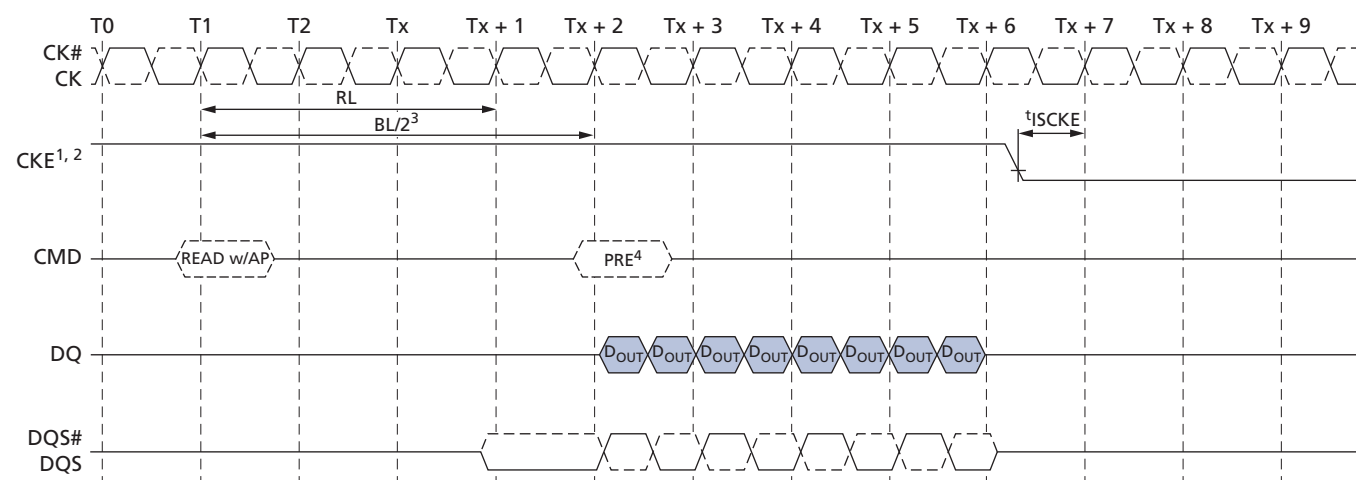 T0 T1 T2 Tx Tx + 1 Tx + 2 Tx + 3 Tx + 4 Tx + 5 Tx + 6 Tx + 7 Tx + 8 Tx + 9
CK#
CK
RL
BL/2³
tISCKE
CKE1, 2
CMD
READ w/AP
PRE⁴
DQ
DOUT DOUT DOUT DOUT DOUT DOUT DOUT DOUT
DQS#
DQS